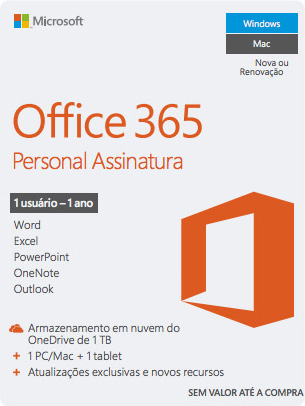 Microsoft
Windows
Mac
Nova ou
Renovação
Office 365
Personal Assinatura
1 usuário – 1 ano
Word
Excel
PowerPoint
OneNote
Outlook
Armazenamento em nuvem do
OneDrive de 1 TB
+ 1 PC/Mac + 1 tablet
+ Atualizações exclusivas e novos recursos
SEM VALOR ATÉ A COMPRA